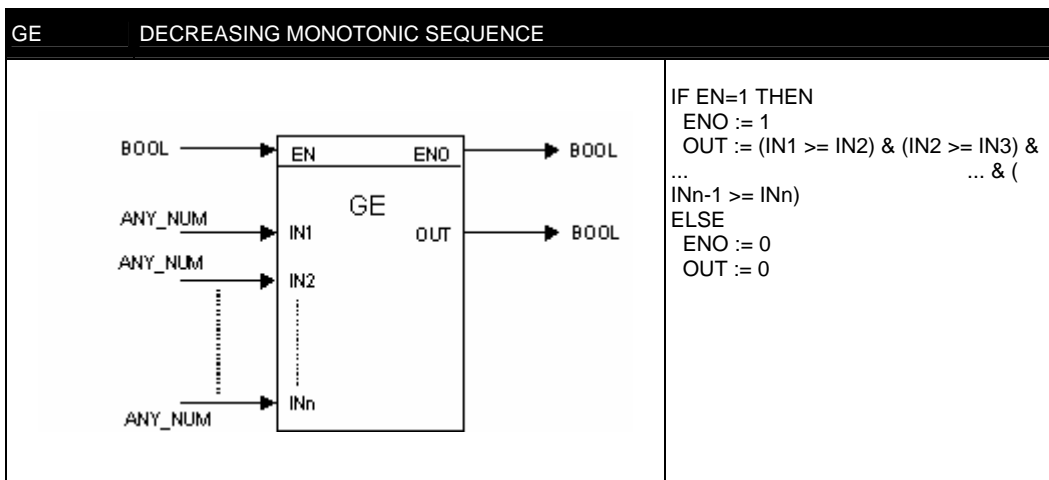 GE DECREASING MONOTONIC SEQUENCE
BOOL
EN
ENO
BOOL
GE
ANY_NUM
IN1
OUT
BOOL
ANY_NUM
IN2
INn
ANY_NUM
IF EN=1 THEN
ENO := 1
OUT := (IN1 >= IN2) & (IN2 >= IN3) &
... ... & (
INn-1 >= INn)
ELSE
ENO := 0
OUT := 0